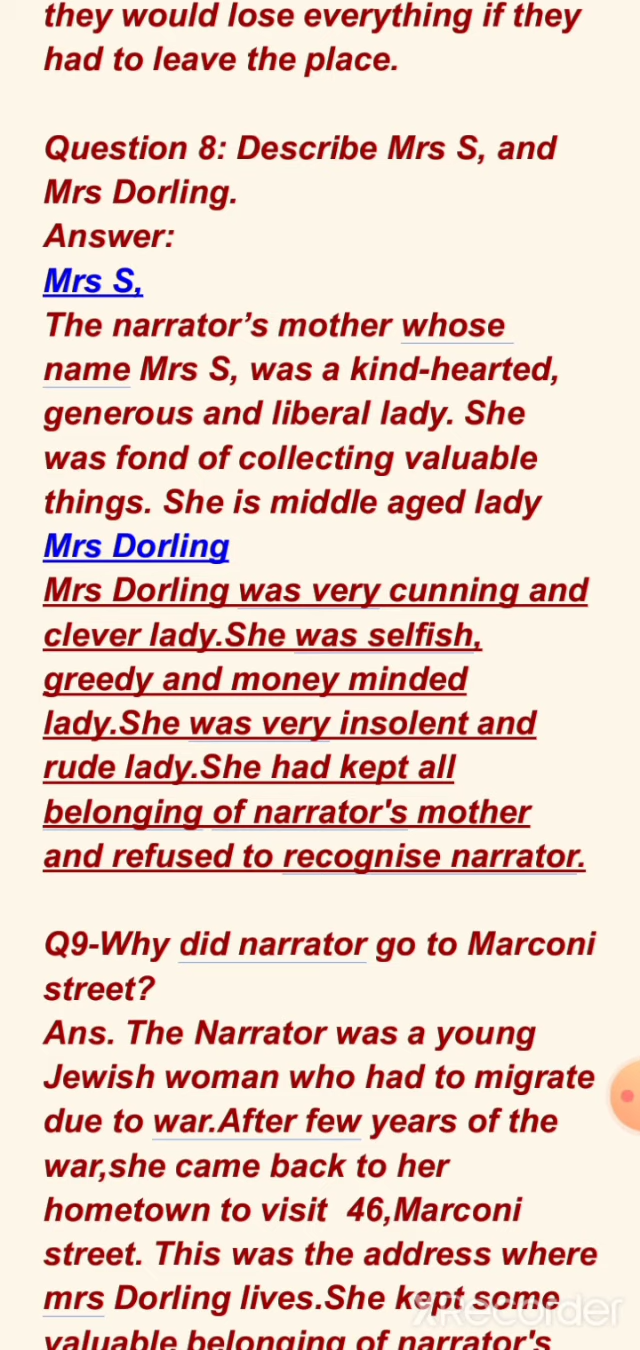 they would lose everything if they
had to leave the place.
Question 8: Describe Mrs S, and
Mrs Dorling.
Answer:
Mrs S,
The narrator’s mother whose
name Mrs S, was a kind-hearted,
generous and liberal lady. She
was fond of collecting valuable
things. She is middle aged lady
Mrs Dorling
Mrs Dorling was very cunning and
clever lady.She was selfish,
greedy and money minded
lady.She was very insolent and
rude lady.She had kept all
belonging of narrator's mother
and refused to recognise narrator.
Q9-Why did narrator go to Marconi
street?
Ans. The Narrator was a young
Jewish woman who had to migrate
due to war.After few years of the
war,she came back to her
hometown to visit  46,Marconi
street. This was the address where
mrs Dorling lives.She kept some
valuable belonging of narrator's
XRecorder